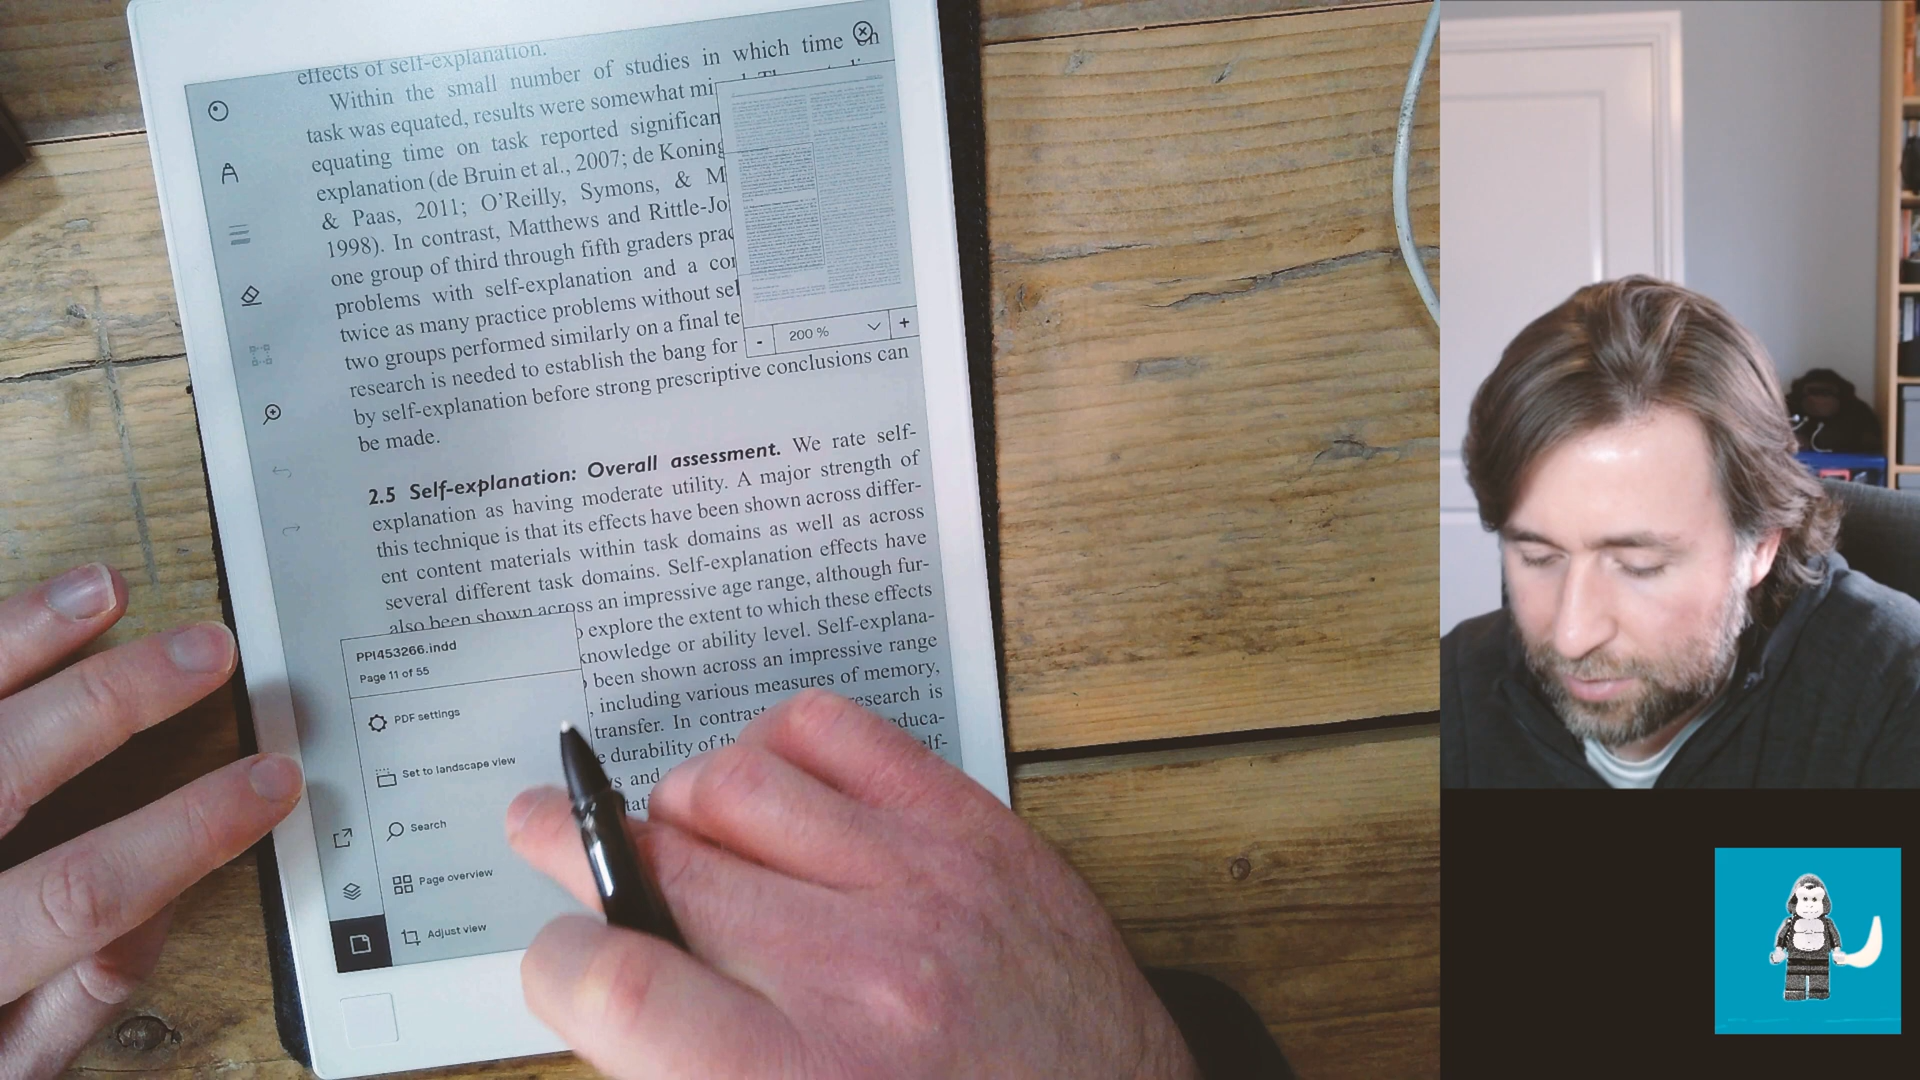 effects of self-explanation.
Within the small number of studies in which time on
task was equated, results were somewhat mi
equating time on task reported significan
explanation (de Bruin et al., 2007; de Koning
& Paas, 2011; O'Reilly, Symons, & M
1998). In contrast, Matthews and Rittle-Jo
one group of third through fifth graders prac
problems with self-explanation and a co
twice as many practice problems without sel
two groups performed similarly on a final te
research is needed to establish the bang for
by self-explanation before strong prescriptive conclusions can
be made.
- 200 % +
2.5 Self-explanation: Overall assessment. We rate self-
explanation as having moderate utility. A major strength of
this technique is that its effects have been shown across differ-
ent content materials within task domains as well as across
several different task domains. Self-explanation effects have
also been shown across an impressive age range, although fur-
explore the extent to which these effects
knowledge or ability level. Self-explana-
been shown across an impressive range
, including various measures of memory,
transfer. In contrast research is
e durability of th educa-
s and elf-
tati
PPI453266.indd
Page 11 of 55
PDF settings
Set to landscape view
Search
Page overview
Adjust view